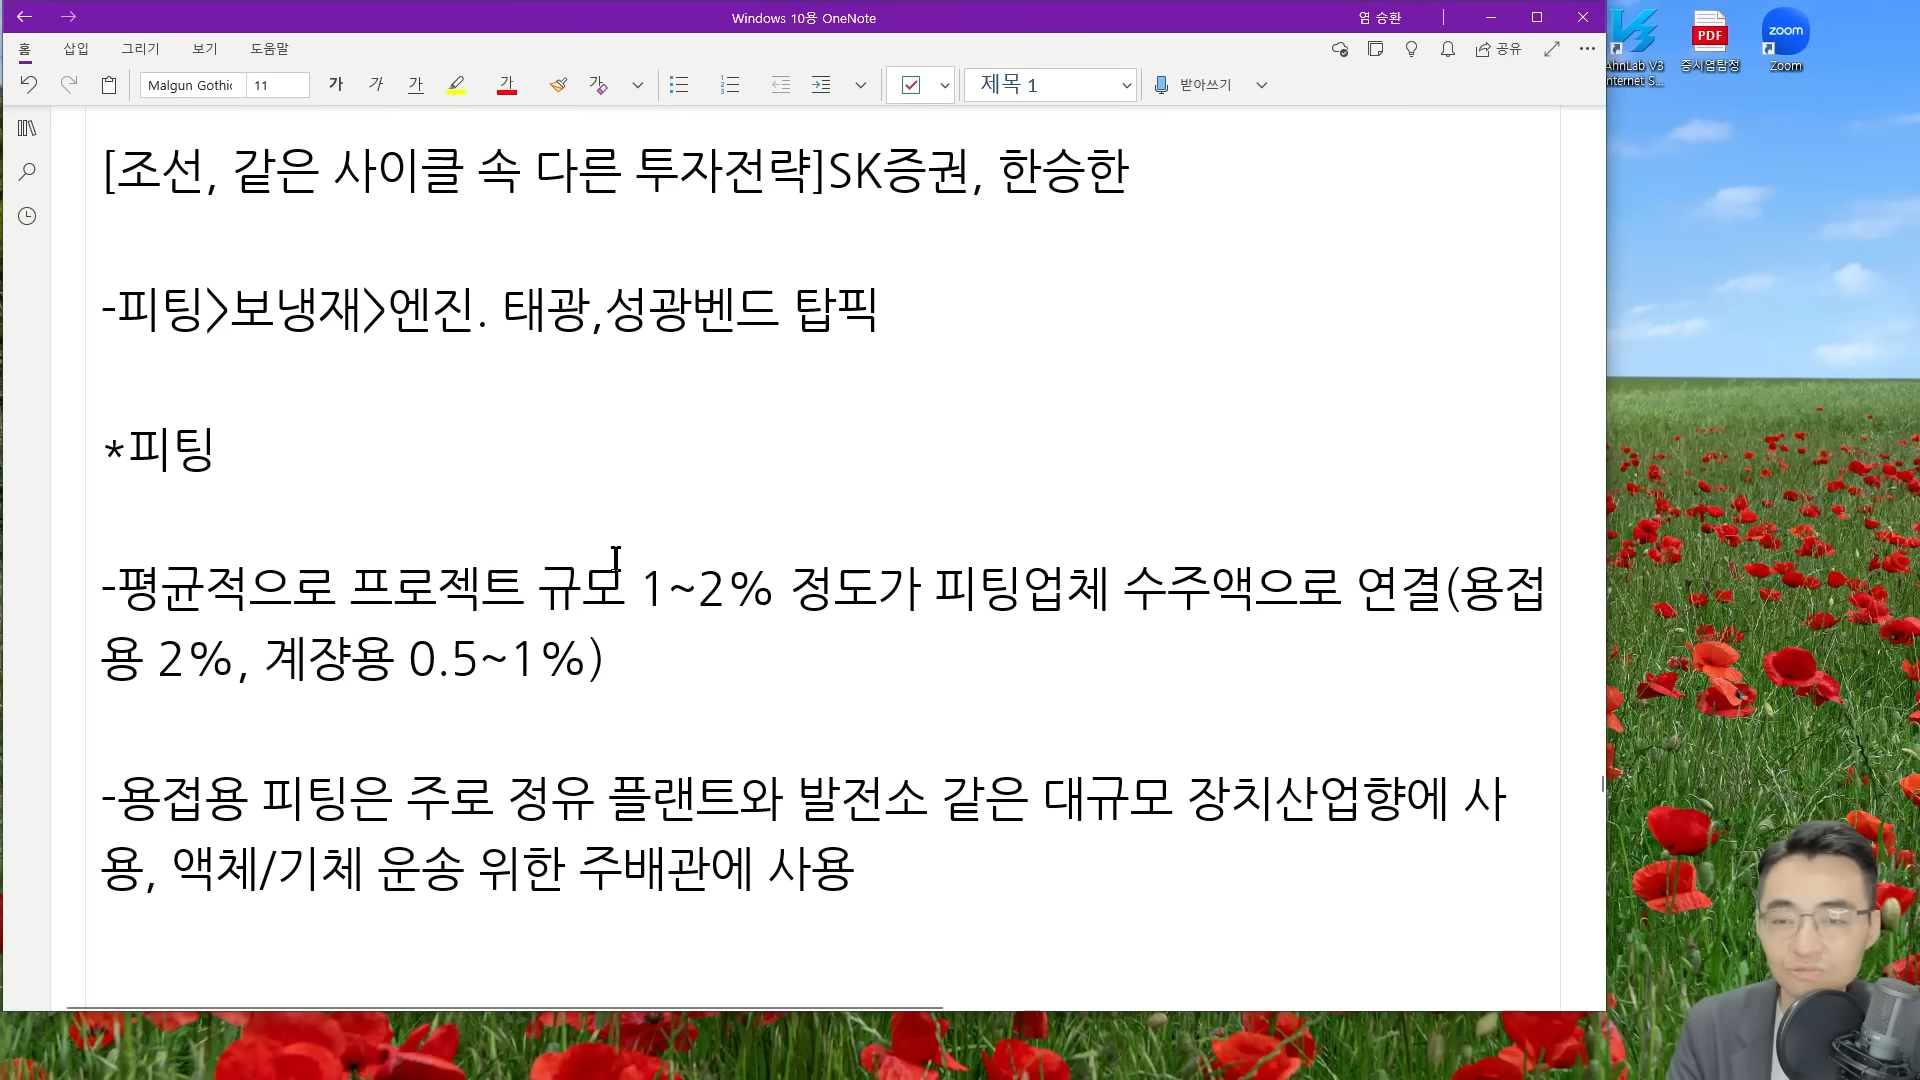 Windows 10용 OneNote
염 승환
홈 삽입 그리기 보기 도움말
공유
Malgun Gothic 11 가 가 가 가 가 제목 1 받아쓰기
[조선, 같은 사이클 속 다른 투자전략]SK증권, 한승한
-피팅>보냉재>엔진. 태광,성광벤드 탑픽
*피팅
-평균적으로 프로젝트 규모 1~2% 정도가 피팅업체 수주액으로 연결(용접
용 2%, 계쟝용 0.5~1%)
-용접용 피팅은 주로 정유 플랜트와 발전소 같은 대규모 장치산업향에 사
용, 액체/기체 운송 위한 주배관에 사용
AhnLab V3
Internet S...
PDF
증시염탐정
zoom
Zoom